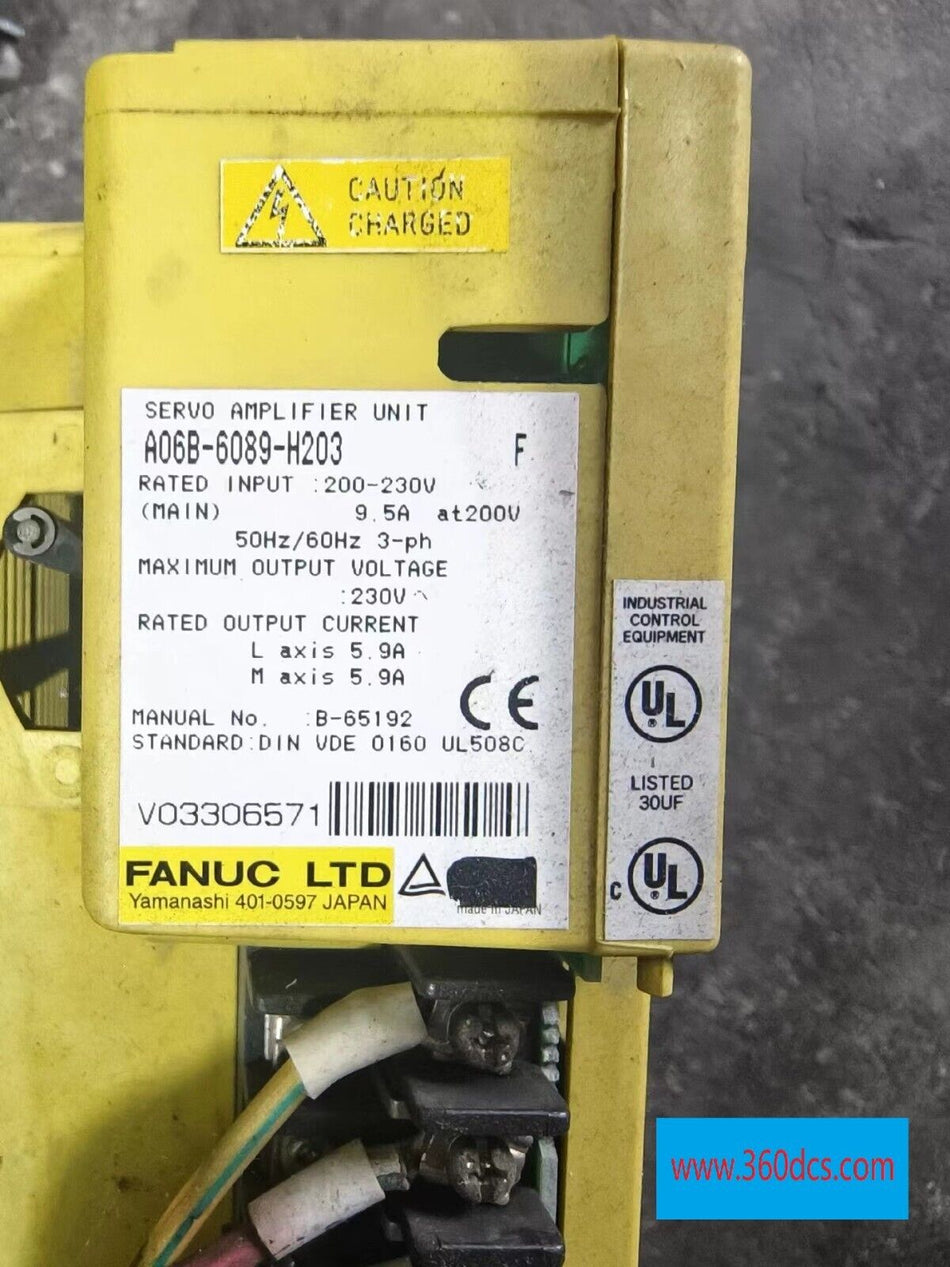 CAUTION
CHARGED
SERVO AMPLIFIER UNIT
A06B-6089-H203 F
RATED INPUT :200-230V
(MAIN) 9.5A at200V
50Hz/60Hz 3-ph
MAXIMUM OUTPUT VOLTAGE
:230V~
RATED OUTPUT CURRENT
L axis 5.9A
M axis 5.9A
MANUAL No. :B-65192
CE
STANDARD:DIN VDE 0160 UL508C
V03306571
FANUC LTD
Yamanashi 401-0597 JAPAN
made in JAPAN
INDUSTRIAL
CONTROL
EQUIPMENT
UL
LISTED
30UF
C UL
www.360dcs.com